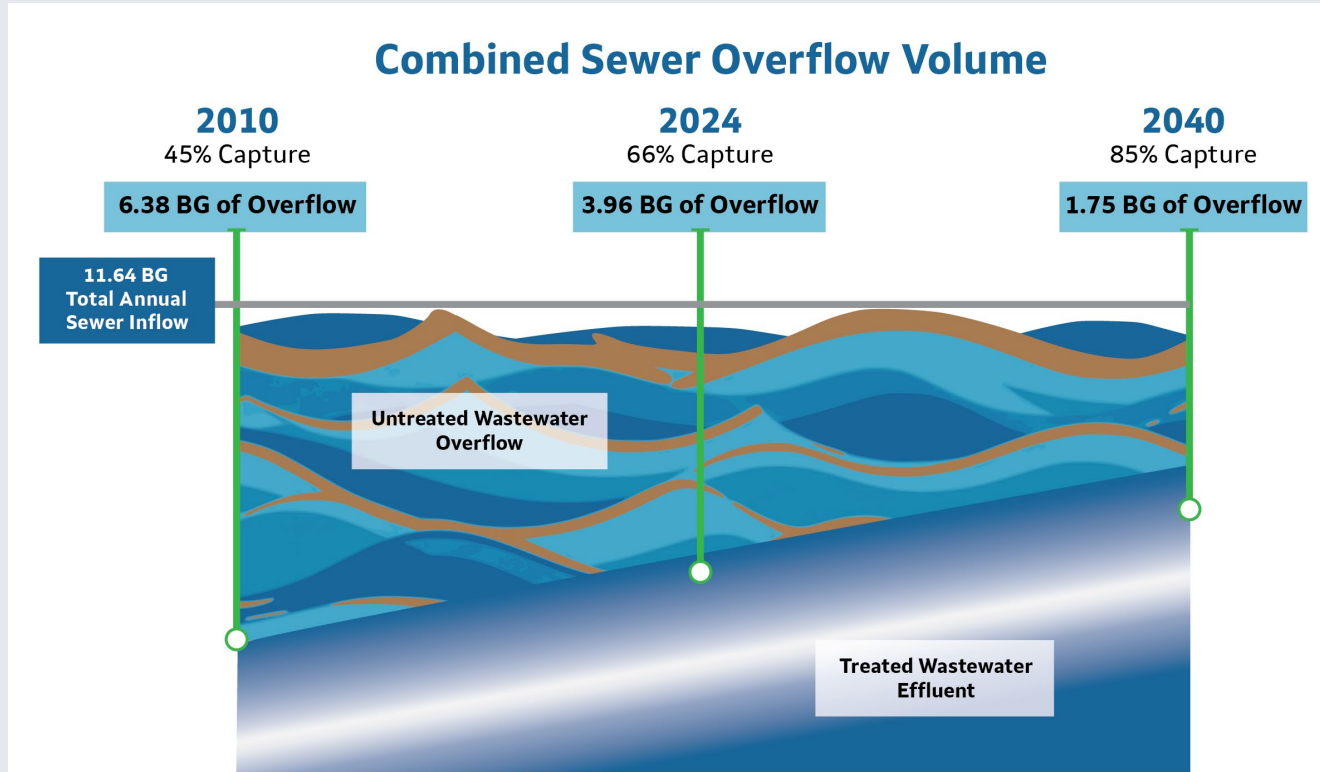 Combined Sewer Overflow Volume
2010
45% Capture
6.38 BG of Overflow
2024
66% Capture
3.96 BG of Overflow
2040
85% Capture
1.75 BG of Overflow
11.64 BG
Total Annual
Sewer Inflow
Untreated Wastewater
Overflow
Treated Wastewater
Effluent